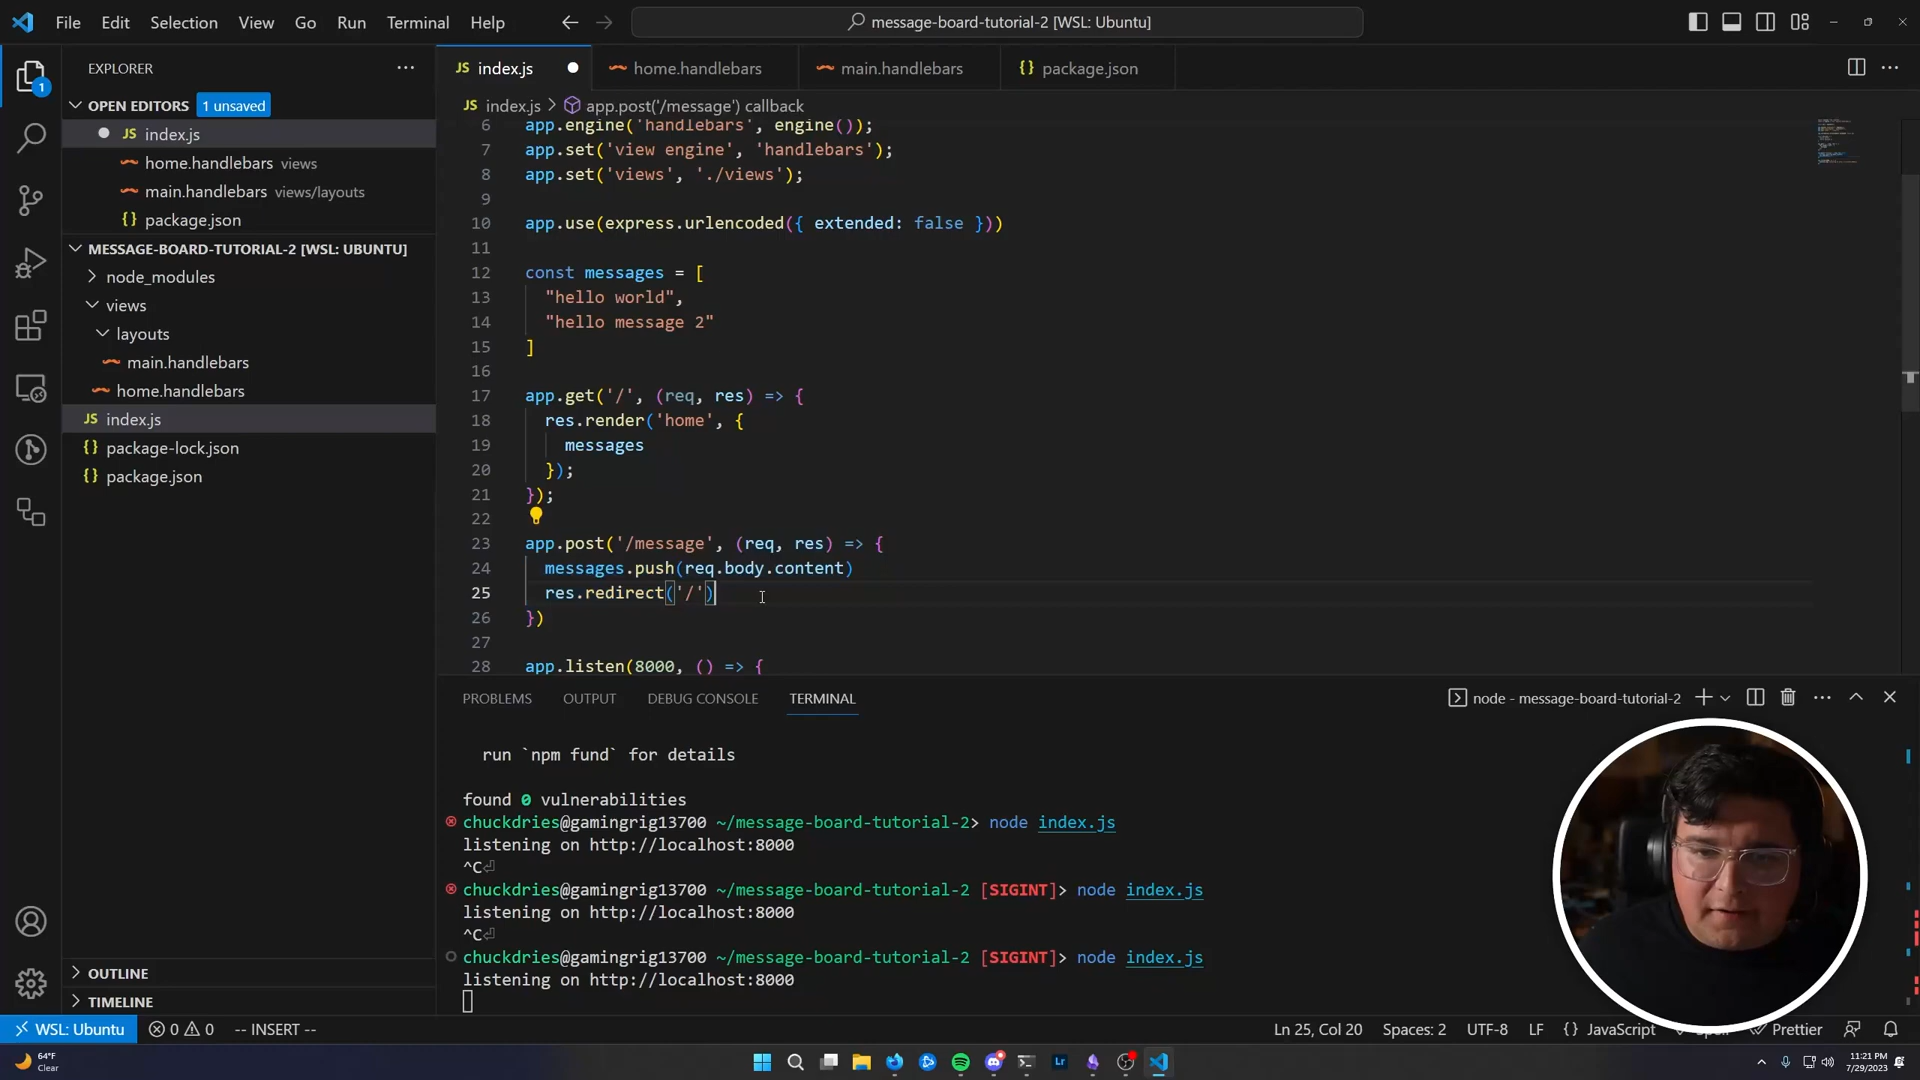 File Edit Selection View Go Run Terminal Help
message-board-tutorial-2 [WSL: Ubuntu]
EXPLORER
1
OPEN EDITORS 1 unsaved
JS index.js
home.handlebars views
main.handlebars views/layouts
{} package.json
MESSAGE-BOARD-TUTORIAL-2 [WSL: UBUNTU]
node_modules
views
layouts
main.handlebars
home.handlebars
JS index.js
{} package-lock.json
{} package.json
OUTLINE
TIMELINE
JS index.js home.handlebars main.handlebars {} package.json
JS index.js > app.post('/message') callback
6 app.engine('handlebars', engine());
7 app.set('view engine', 'handlebars');
8 app.set('views', './views');
9
10 app.use(express.urlencoded({ extended: false }))
11
12 const messages = [
13 "hello world",
14 "hello message 2"
15 ]
16
17 app.get('/', (req, res) => {
18 res.render('home', {
19 messages
20 });
21 });
22
23 app.post('/message', (req, res) => {
24 messages.push(req.body.content)
25 res.redirect('/')
26 })
27
28 app.listen(8000, () => {
PROBLEMS OUTPUT DEBUG CONSOLE TERMINAL
node - message-board-tutorial-2
run `npm fund` for details
found 0 vulnerabilities
chuckdries@gamingrig13700 ~/message-board-tutorial-2> node index.js
listening on http://localhost:8000
^C⏎
chuckdries@gamingrig13700 ~/message-board-tutorial-2 [SIGINT]> node index.js
listening on http://localhost:8000
^C⏎
chuckdries@gamingrig13700 ~/message-board-tutorial-2 [SIGINT]> node index.js
listening on http://localhost:8000
WSL: Ubuntu 0 0 -- INSERT -- Ln 25, Col 20 Spaces: 2 UTF-8 LF {} JavaScript Prettier
64°F
Clear
Lr
11:21 PM
7/29/2023